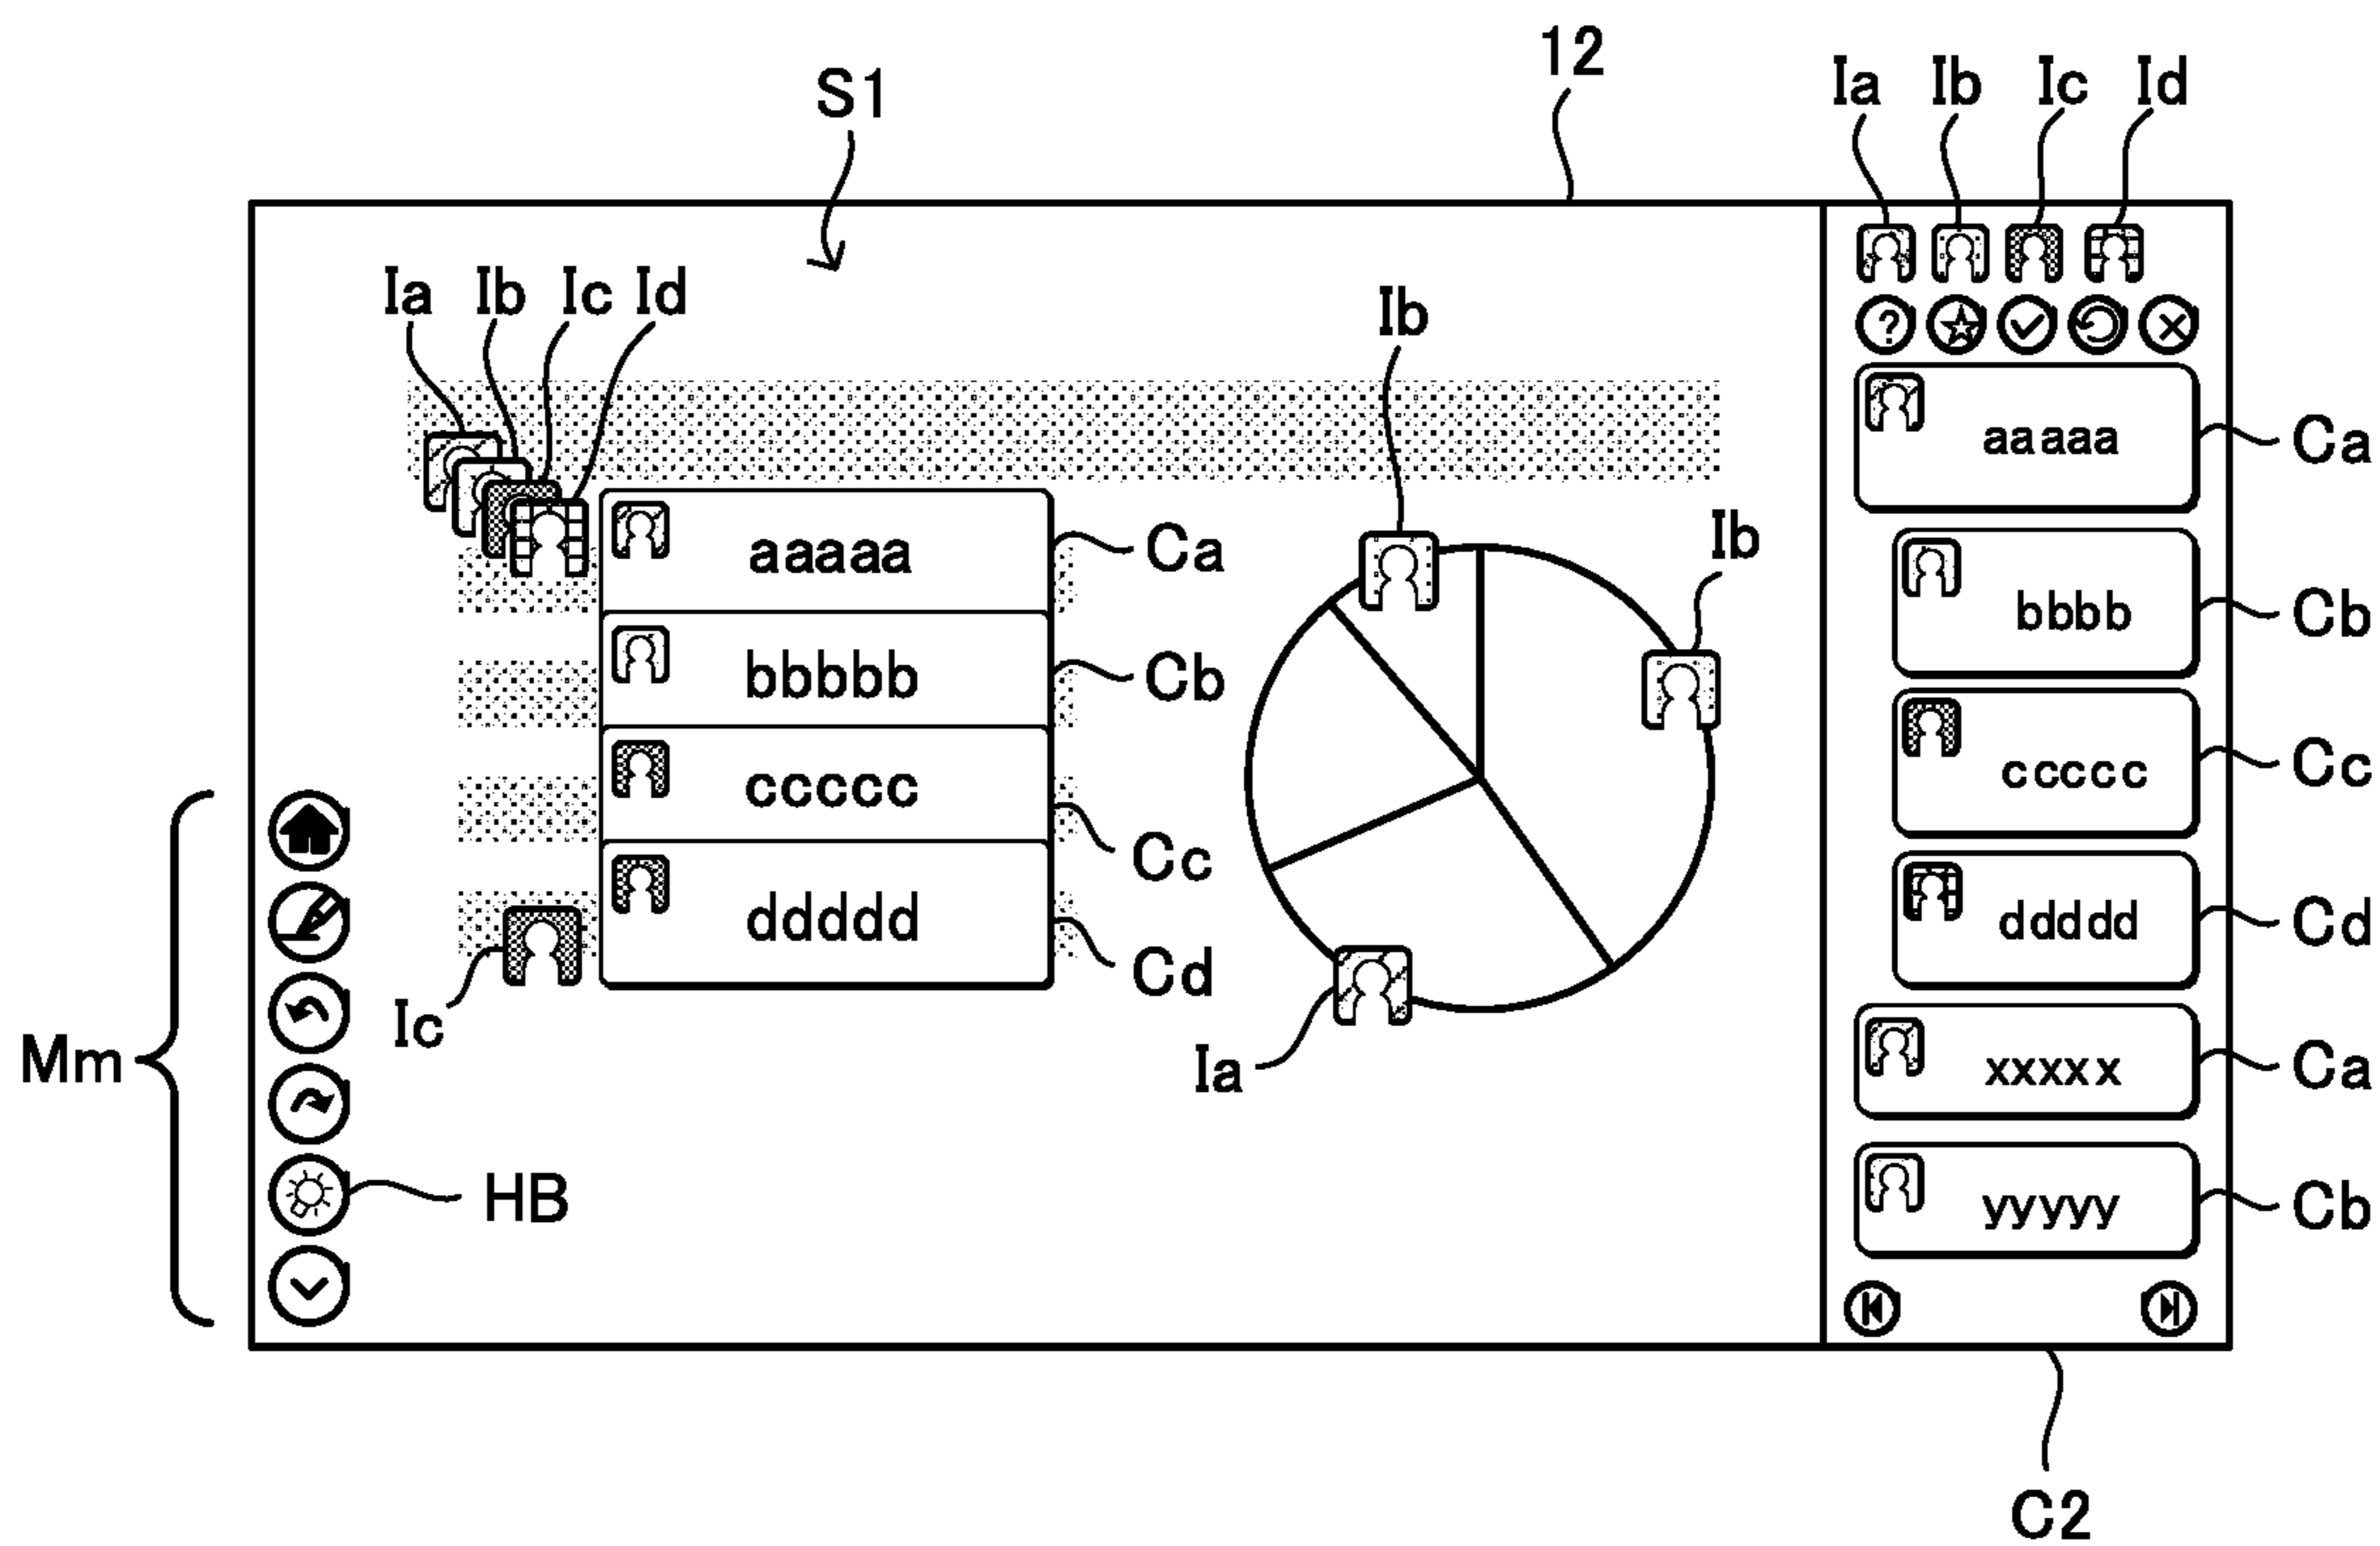 12
S1
Ia Ib Ic Id
Ia Ib Ic Id
Ib
?
aaaaa
Ca
Ib
aaaaa
Ca
bbbb
Cb
bbbbb
Cb
ccccc
Cc
ccccc
Cc
ddddd
Cd
ddddd
Cd
Ic
Ia
xxxxx
Ca
Mm
HB
yyyyy
Cb
C2